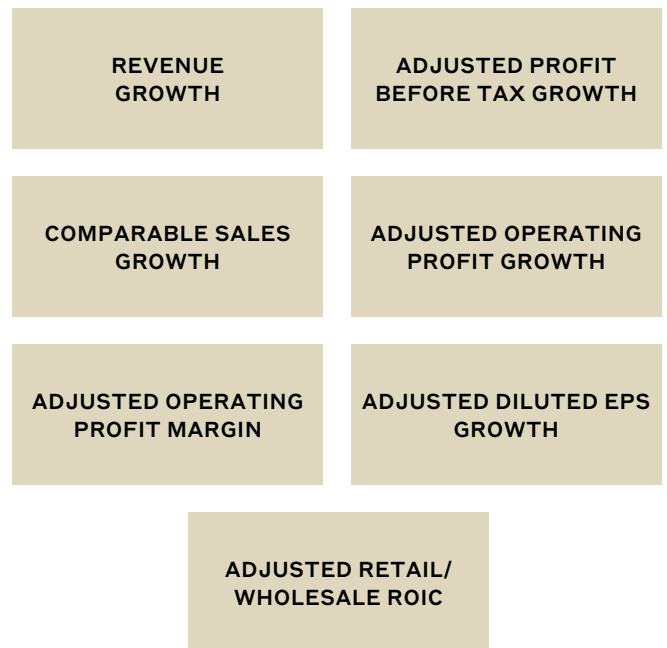 REVENUE
GROWTH
ADJUSTED PROFIT
BEFORE TAX GROWTH
COMPARABLE SALES
GROWTH
ADJUSTED OPERATING
PROFIT GROWTH
ADJUSTED OPERATING
PROFIT MARGIN
ADJUSTED DILUTED EPS
GROWTH
ADJUSTED RETAIL/
WHOLESALE ROIC